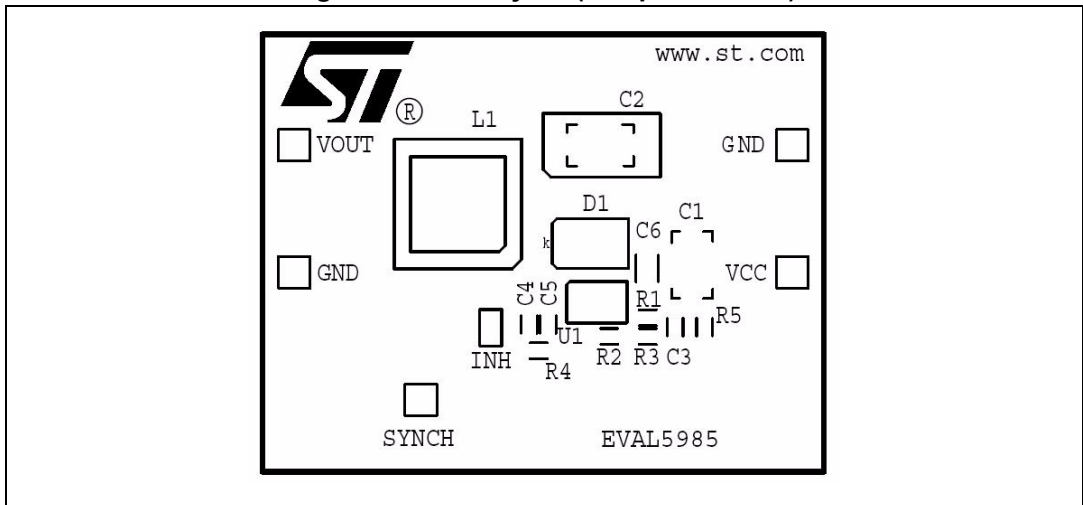 www.st.com
ST
®
C2
L1
VOUT
GND
D1
C1
k
C6
GND
VCC
C4
C5
R1
R5
U1
INH
R4
R2
R3
C3
SYNCH
EVAL5985